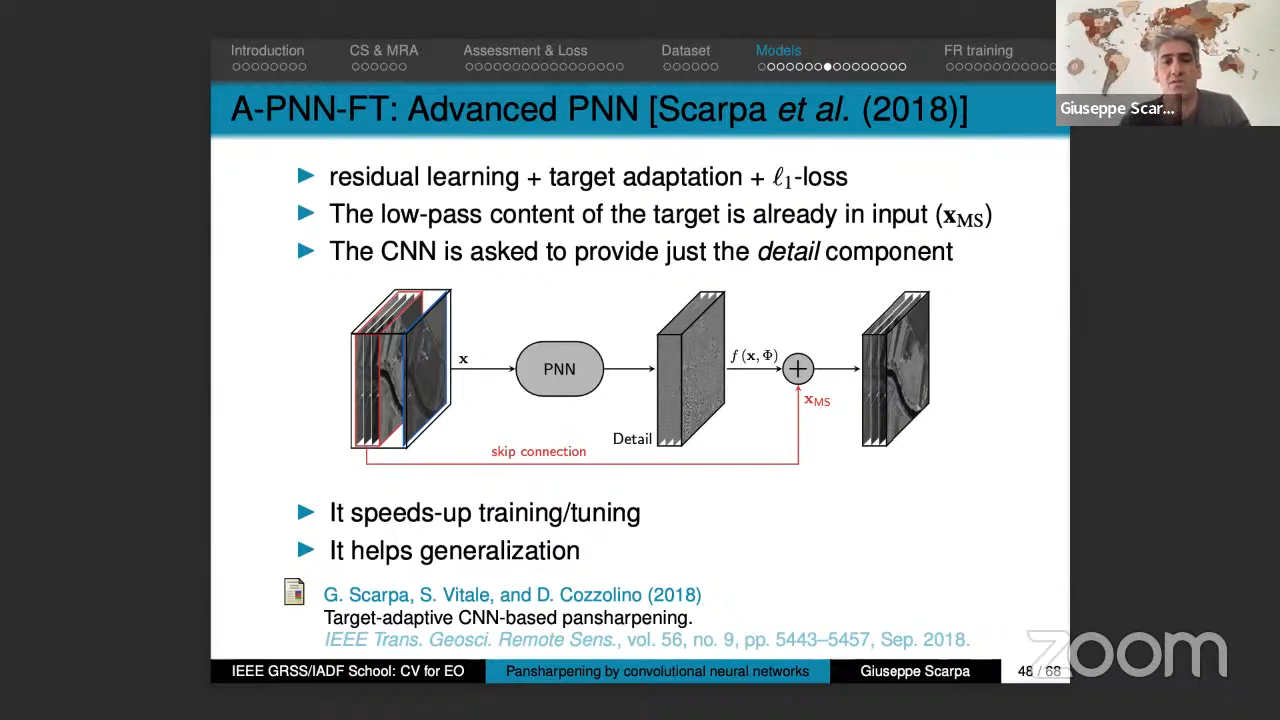 Introduction CS & MRA Assessment & Loss Dataset Models FR training
A-PNN-FT: Advanced PNN [Scarpa et al. (2018)]
Giuseppe Scar...
residual learning + target adaptation + ℓ1-loss
The low-pass content of the target is already in input (xMS)
The CNN is asked to provide just the detail component
x
PNN
f (x, Φ)
+
xMS
Detail
skip connection
It speeds-up training/tuning
It helps generalization
G. Scarpa, S. Vitale, and D. Cozzolino (2018)
Target-adaptive CNN-based pansharpening.
IEEE Trans. Geosci. Remote Sens., vol. 56, no. 9, pp. 5443–5457, Sep. 2018.
zoom
IEEE GRSS/IADF School: CV for EO Pansharpening by convolutional neural networks Giuseppe Scarpa 48 / 68